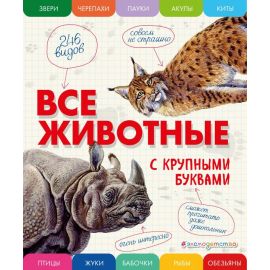 ЗВЕРИ ЧЕРЕПАХИ ПАУКИ АКУЛЫ КИТЫ
246
видов
совсем
не страшно
ВСЕ
ЖИВОТНЫЕ
С КРУПНЫМИ
БУКВАМИ
сможет
прочитать
даже
дошкольник
очень интересно
ЭКСМОДЕТСТВО
ПТИЦЫ ЖУКИ БАБОЧКИ РЫБЫ ОБЕЗЬЯНЫ